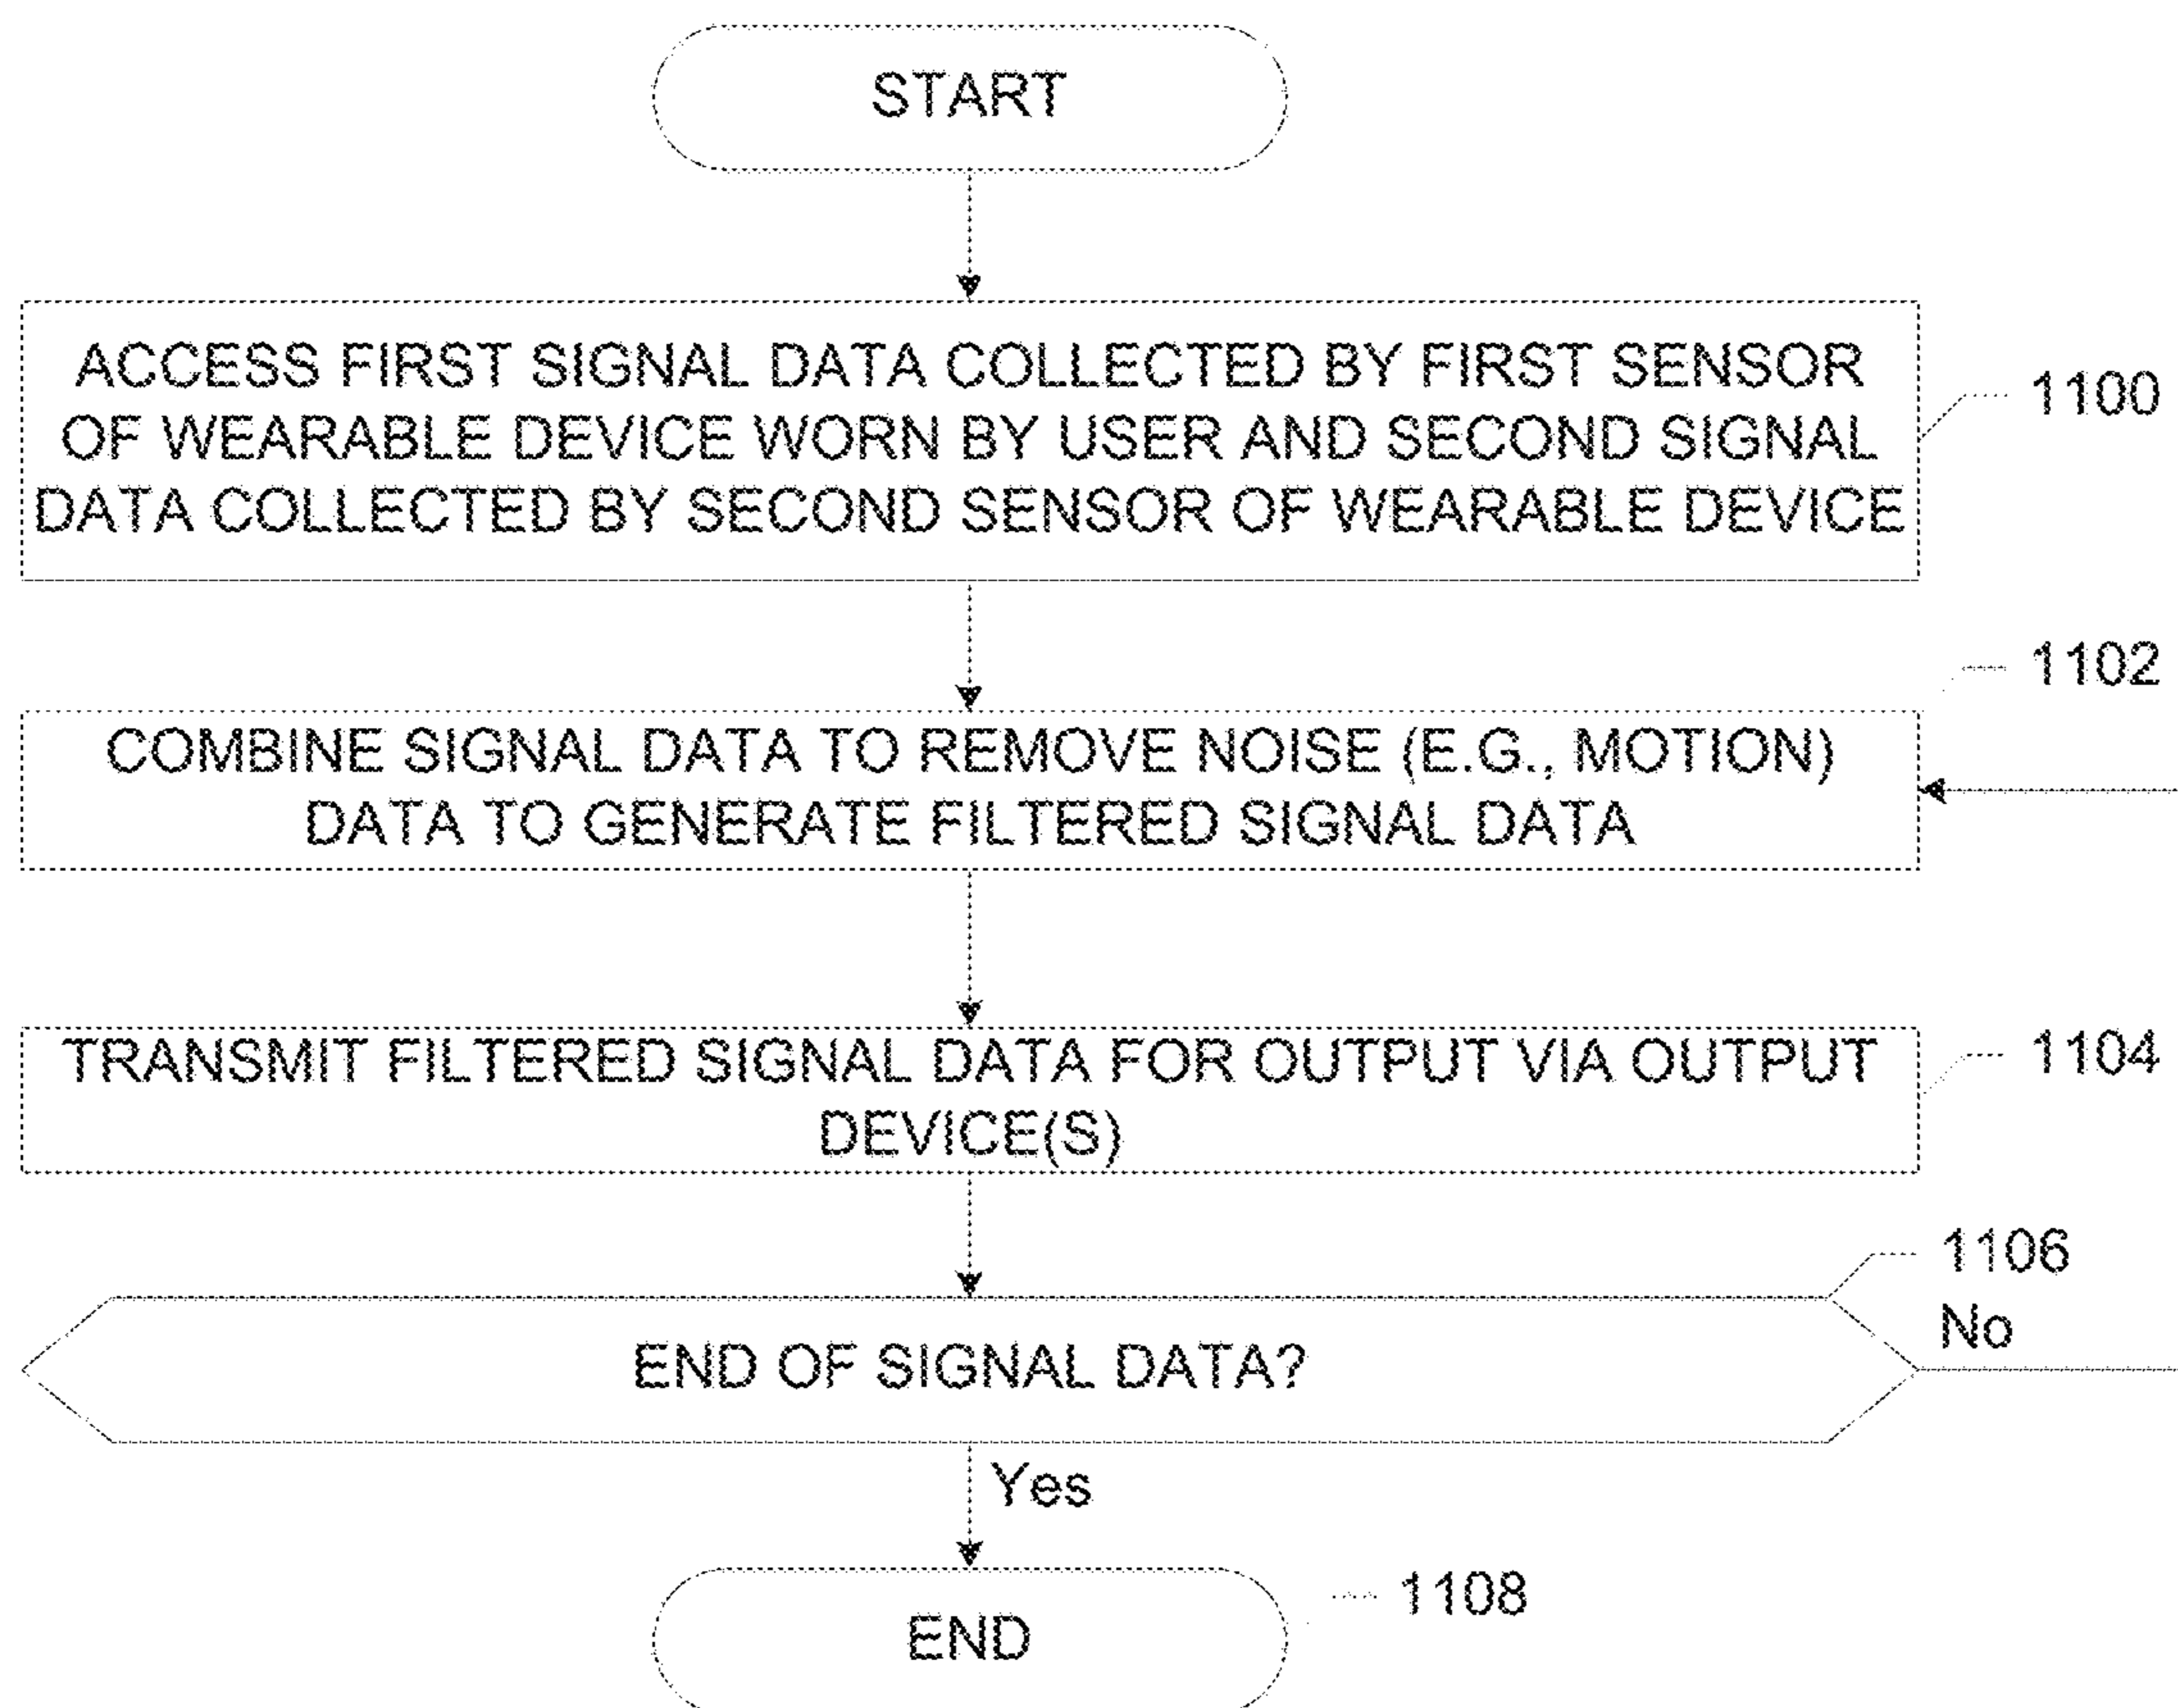 START
ACCESS FIRST SIGNAL DATA COLLECTED BY FIRST SENSOR
OF WEARABLE DEVICE WORN BY USER AND SECOND SIGNAL
DATA COLLECTED BY SECOND SENSOR OF WEARABLE DEVICE
1100
1102
COMBINE SIGNAL DATA TO REMOVE NOISE (E.G., MOTION)
DATA TO GENERATE FILTERED SIGNAL DATA
TRANSMIT FILTERED SIGNAL DATA FOR OUTPUT VIA OUTPUT
DEVICE(S)
1104
1106
No
END OF SIGNAL DATA?
Yes
END
1108